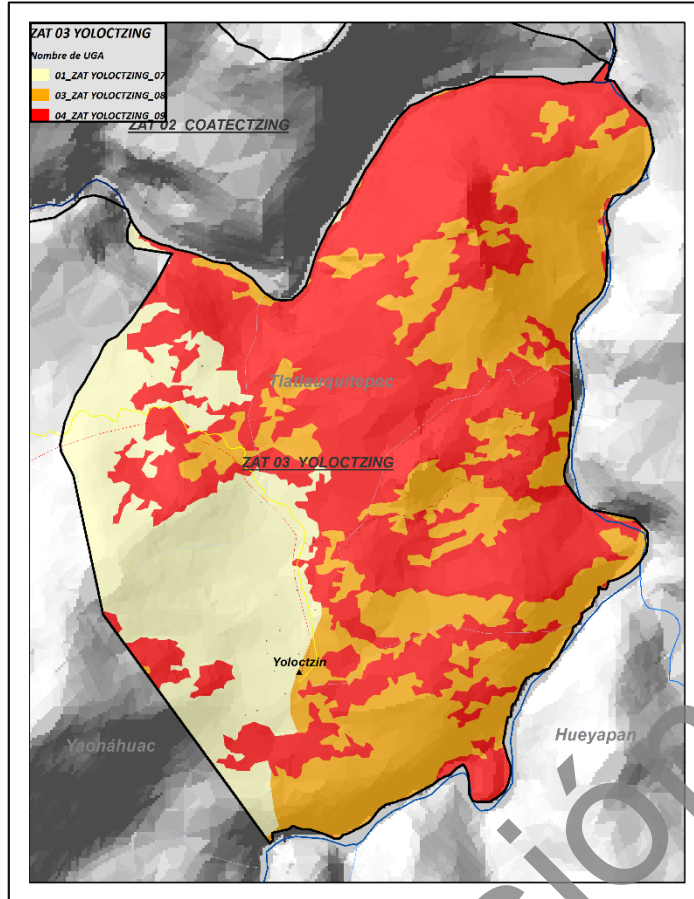 ZAT 03 YOLOCTZING
Nombre de UGA
01_ZAT YOLOCTZING_07
03_ZAT YOLOCTZING_08
04_ZAT YOLOCTZING_09
ZAT 02 COATECTZING
Tlatlauquitepec
ZAT 03 YOLOCTZING
Yoloctzin
Yaonáhuac
Hueyapan
sión